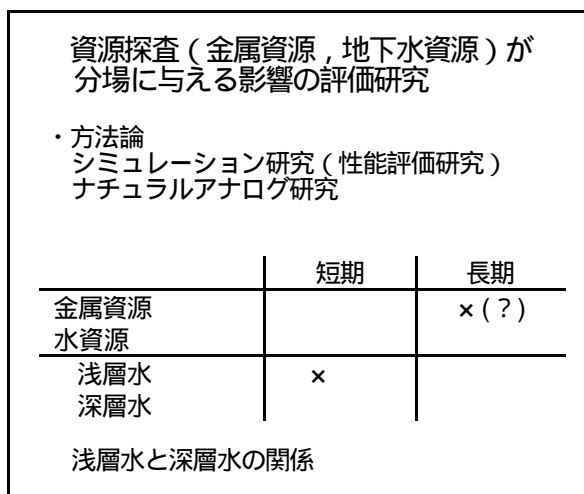 資源探査(金属資源,地下水資源)が
分場に与える影響の評価研究
・方法論
シミュレーション研究(性能評価研究)
ナチュラルアナログ研究
短期 長期
金属資源 ×(?)
水資源
浅層水 ×
深層水
浅層水と深層水の関係